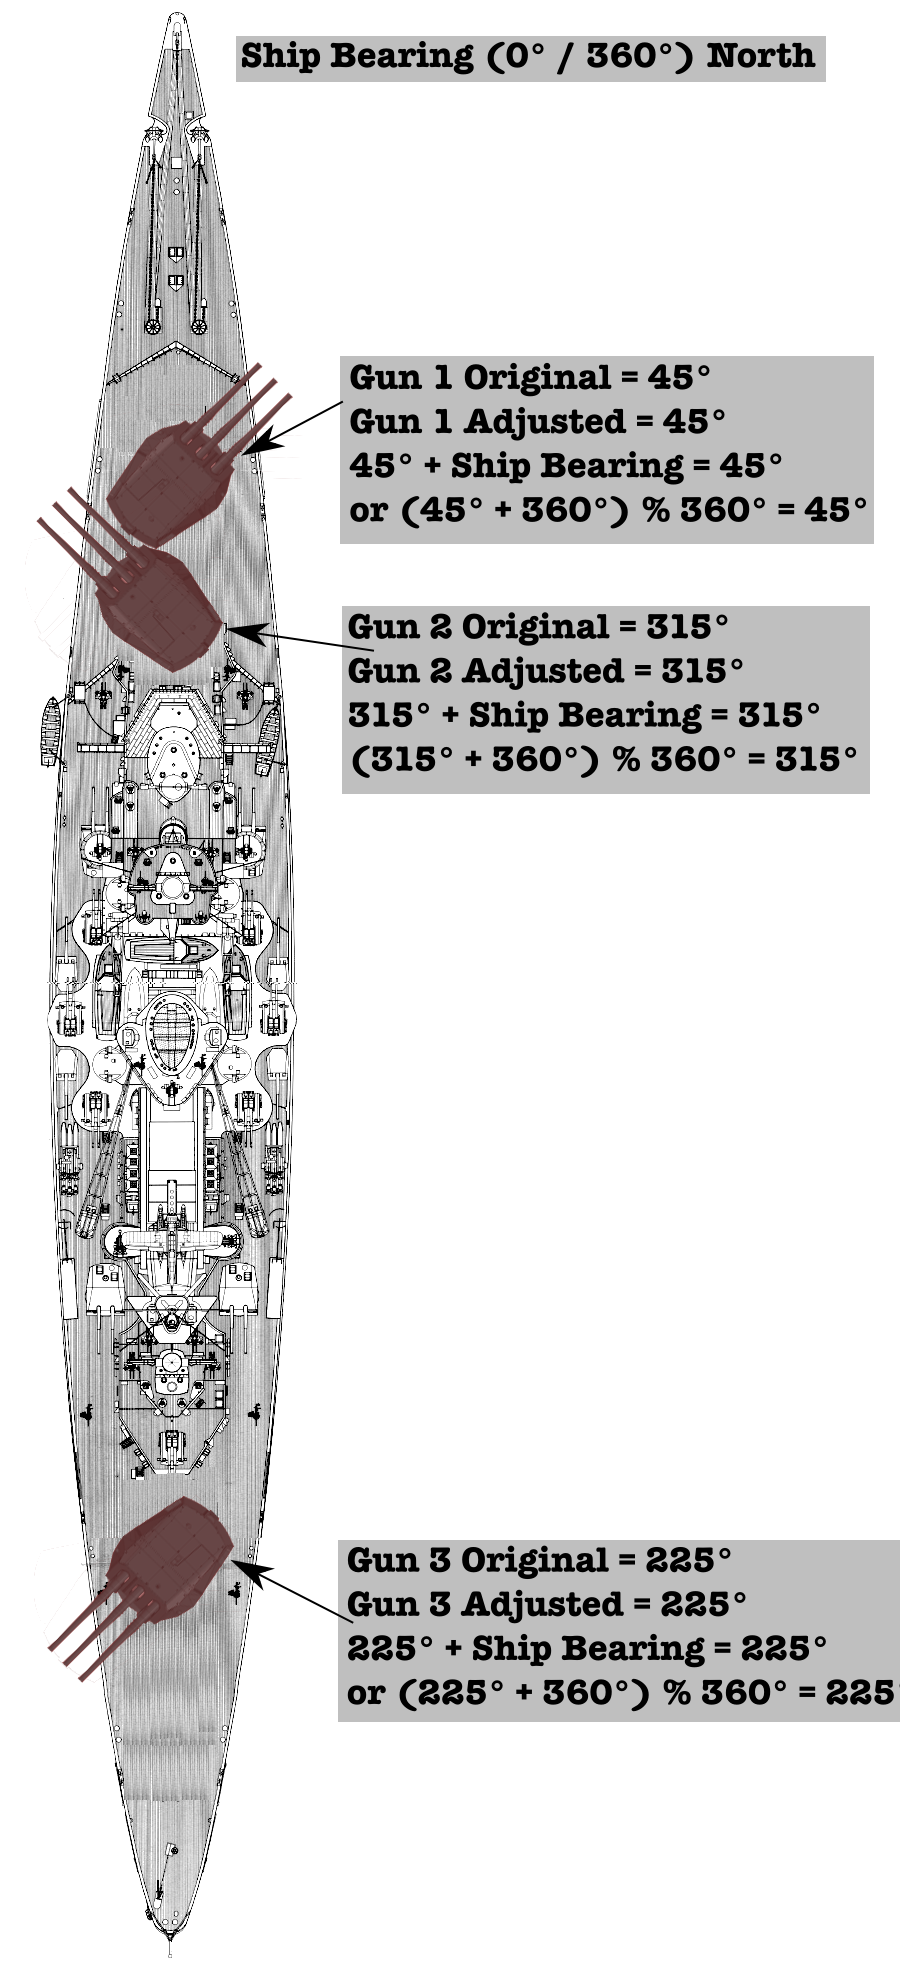 Ship Bearing (0° / 360°) North
Gun 1 Original = 45°
Gun 1 Adjusted = 45°
45° + Ship Bearing = 45°
or (45° + 360°) % 360° = 45°
Gun 2 Original = 315°
Gun 2 Adjusted = 315°
315° + Ship Bearing = 315°
(315° + 360°) % 360° = 315°
Gun 3 Original = 225°
Gun 3 Adjusted = 225°
225° + Ship Bearing = 225°
or (225° + 360°) % 360° = 225°